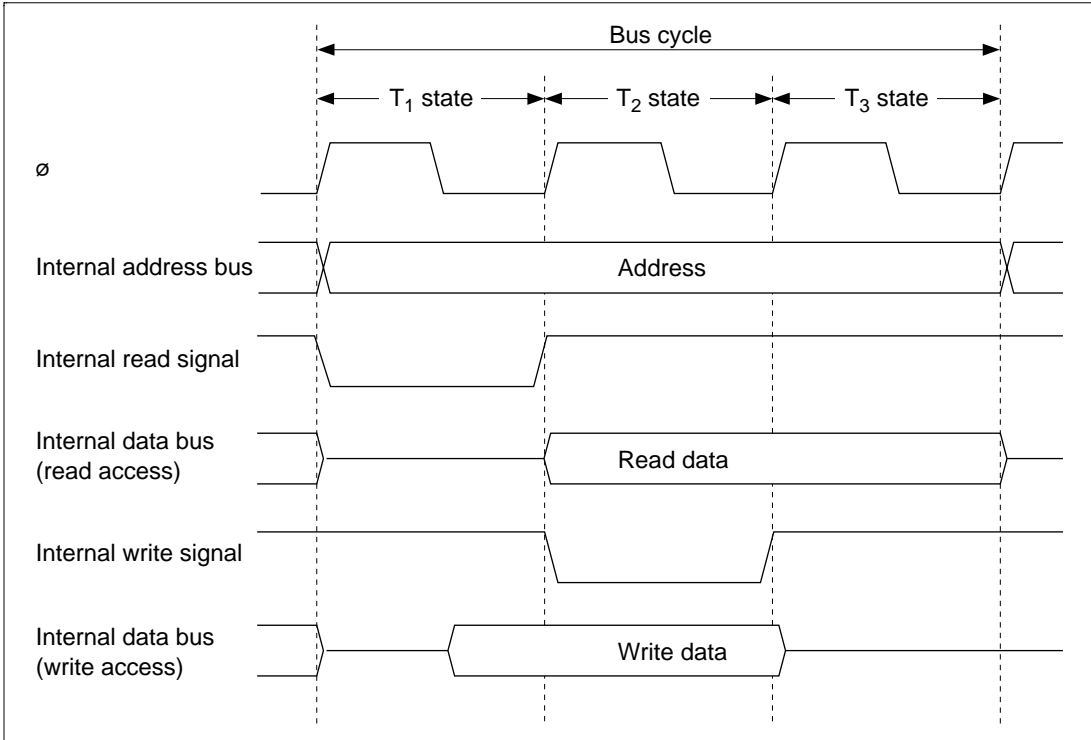 Bus cycle
T₁ state
T₂ state
T₃ state
ø
Internal address bus
Address
Internal read signal
Internal data bus
(read access)
Read data
Internal write signal
Internal data bus
(write access)
Write data